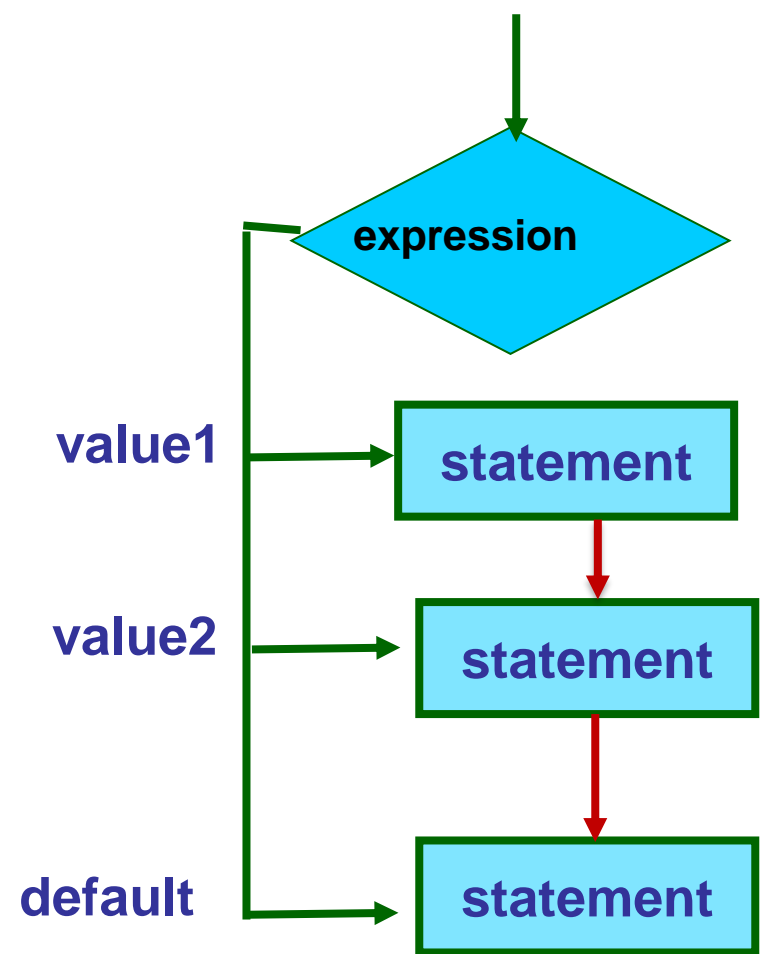 expression
value1
statement
value2
statement
default
statement